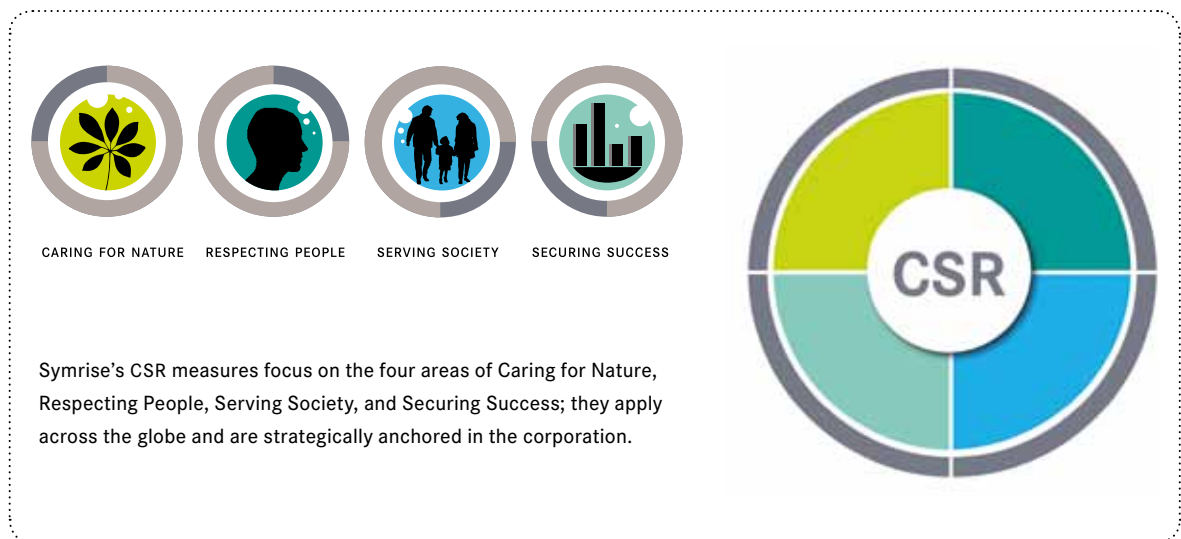 CARING FOR NATURE
RESPECTING PEOPLE
SERVING SOCIETY
SECURING SUCCESS
CSR
Symrise’s CSR measures focus on the four areas of Caring for Nature,
Respecting People, Serving Society, and Securing Success; they apply
across the globe and are strategically anchored in the corporation.